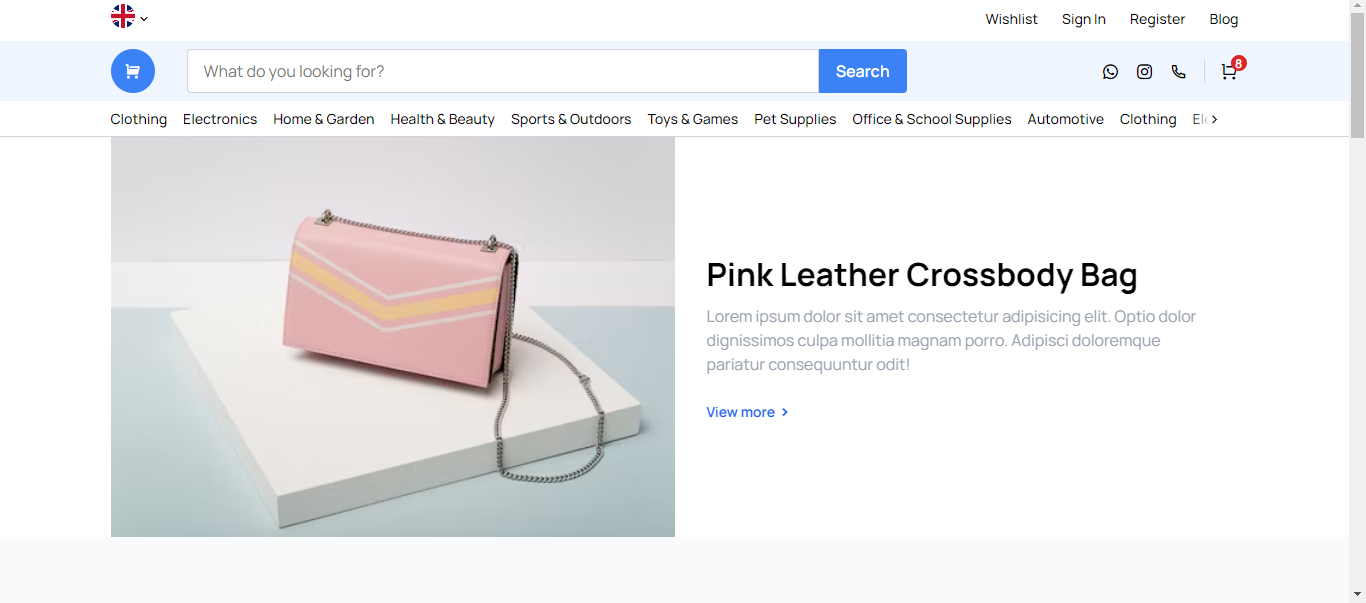 Wishlist Sign In Register Blog
What do you looking for? Search 8
Clothing Electronics Home & Garden Health & Beauty Sports & Outdoors Toys & Games Pet Supplies Office & School Supplies Automotive Clothing
Pink Leather Crossbody Bag
Lorem ipsum dolor sit amet consectetur adipisicing elit. Optio dolor
dignissimos culpa mollitia magnam porro. Adipisci doloremque
pariatur consequuntur odit!
View more